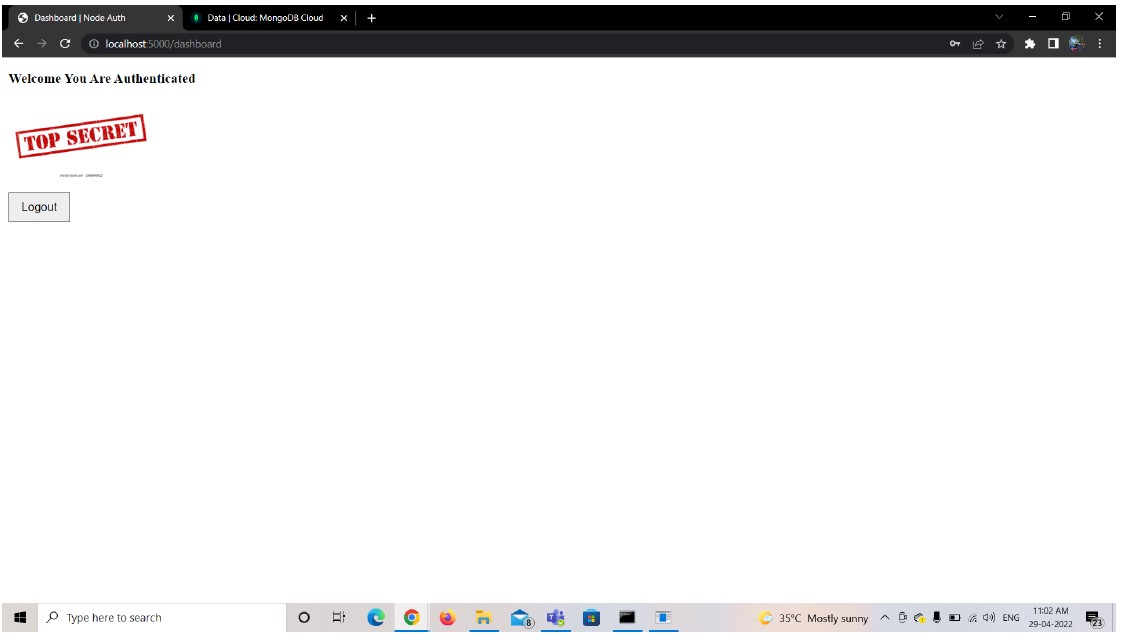 Dashboard | Node Auth
Data | Cloud: MongoDB Cloud
localhost:5000/dashboard
Welcome You Are Authenticated
TOP SECRET
Logout
Type here to search
8
35°C Mostly sunny
ENG
11:02 AM
29-04-2022
23